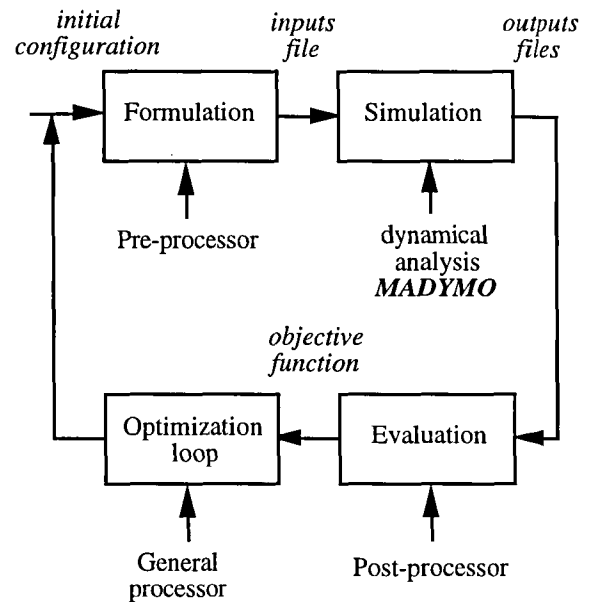 initial
configuration
inputs
file
outputs
files
Formulation
Simulation
Pre-processor
dynamical
analysis
MADYMO
objective
function
Optimization
loop
Evaluation
General
processor
Post-processor